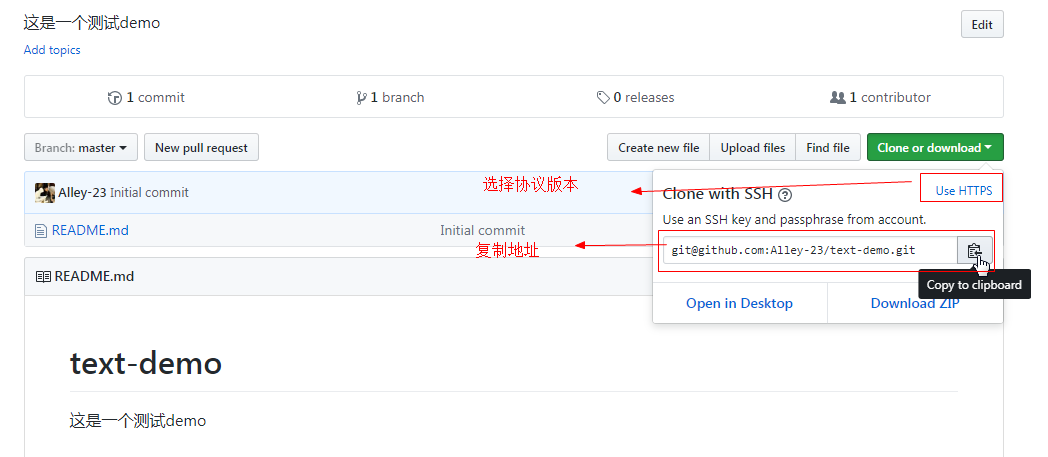 这是一个测试demo
Edit
Add topics
1 commit
1 branch
0 releases
1 contributor
Branch: master
New pull request
Create new file
Upload files
Find file
Clone or download
Alley-23 Initial commit
选择协议版本
Clone with SSH
Use HTTPS
Use an SSH key and passphrase from account.
README.md
Initial commit
复制地址
git@github.com:Alley-23/text-demo.git
Copy to clipboard
README.md
Open in Desktop
Download ZIP
text-demo
这是一个测试demo